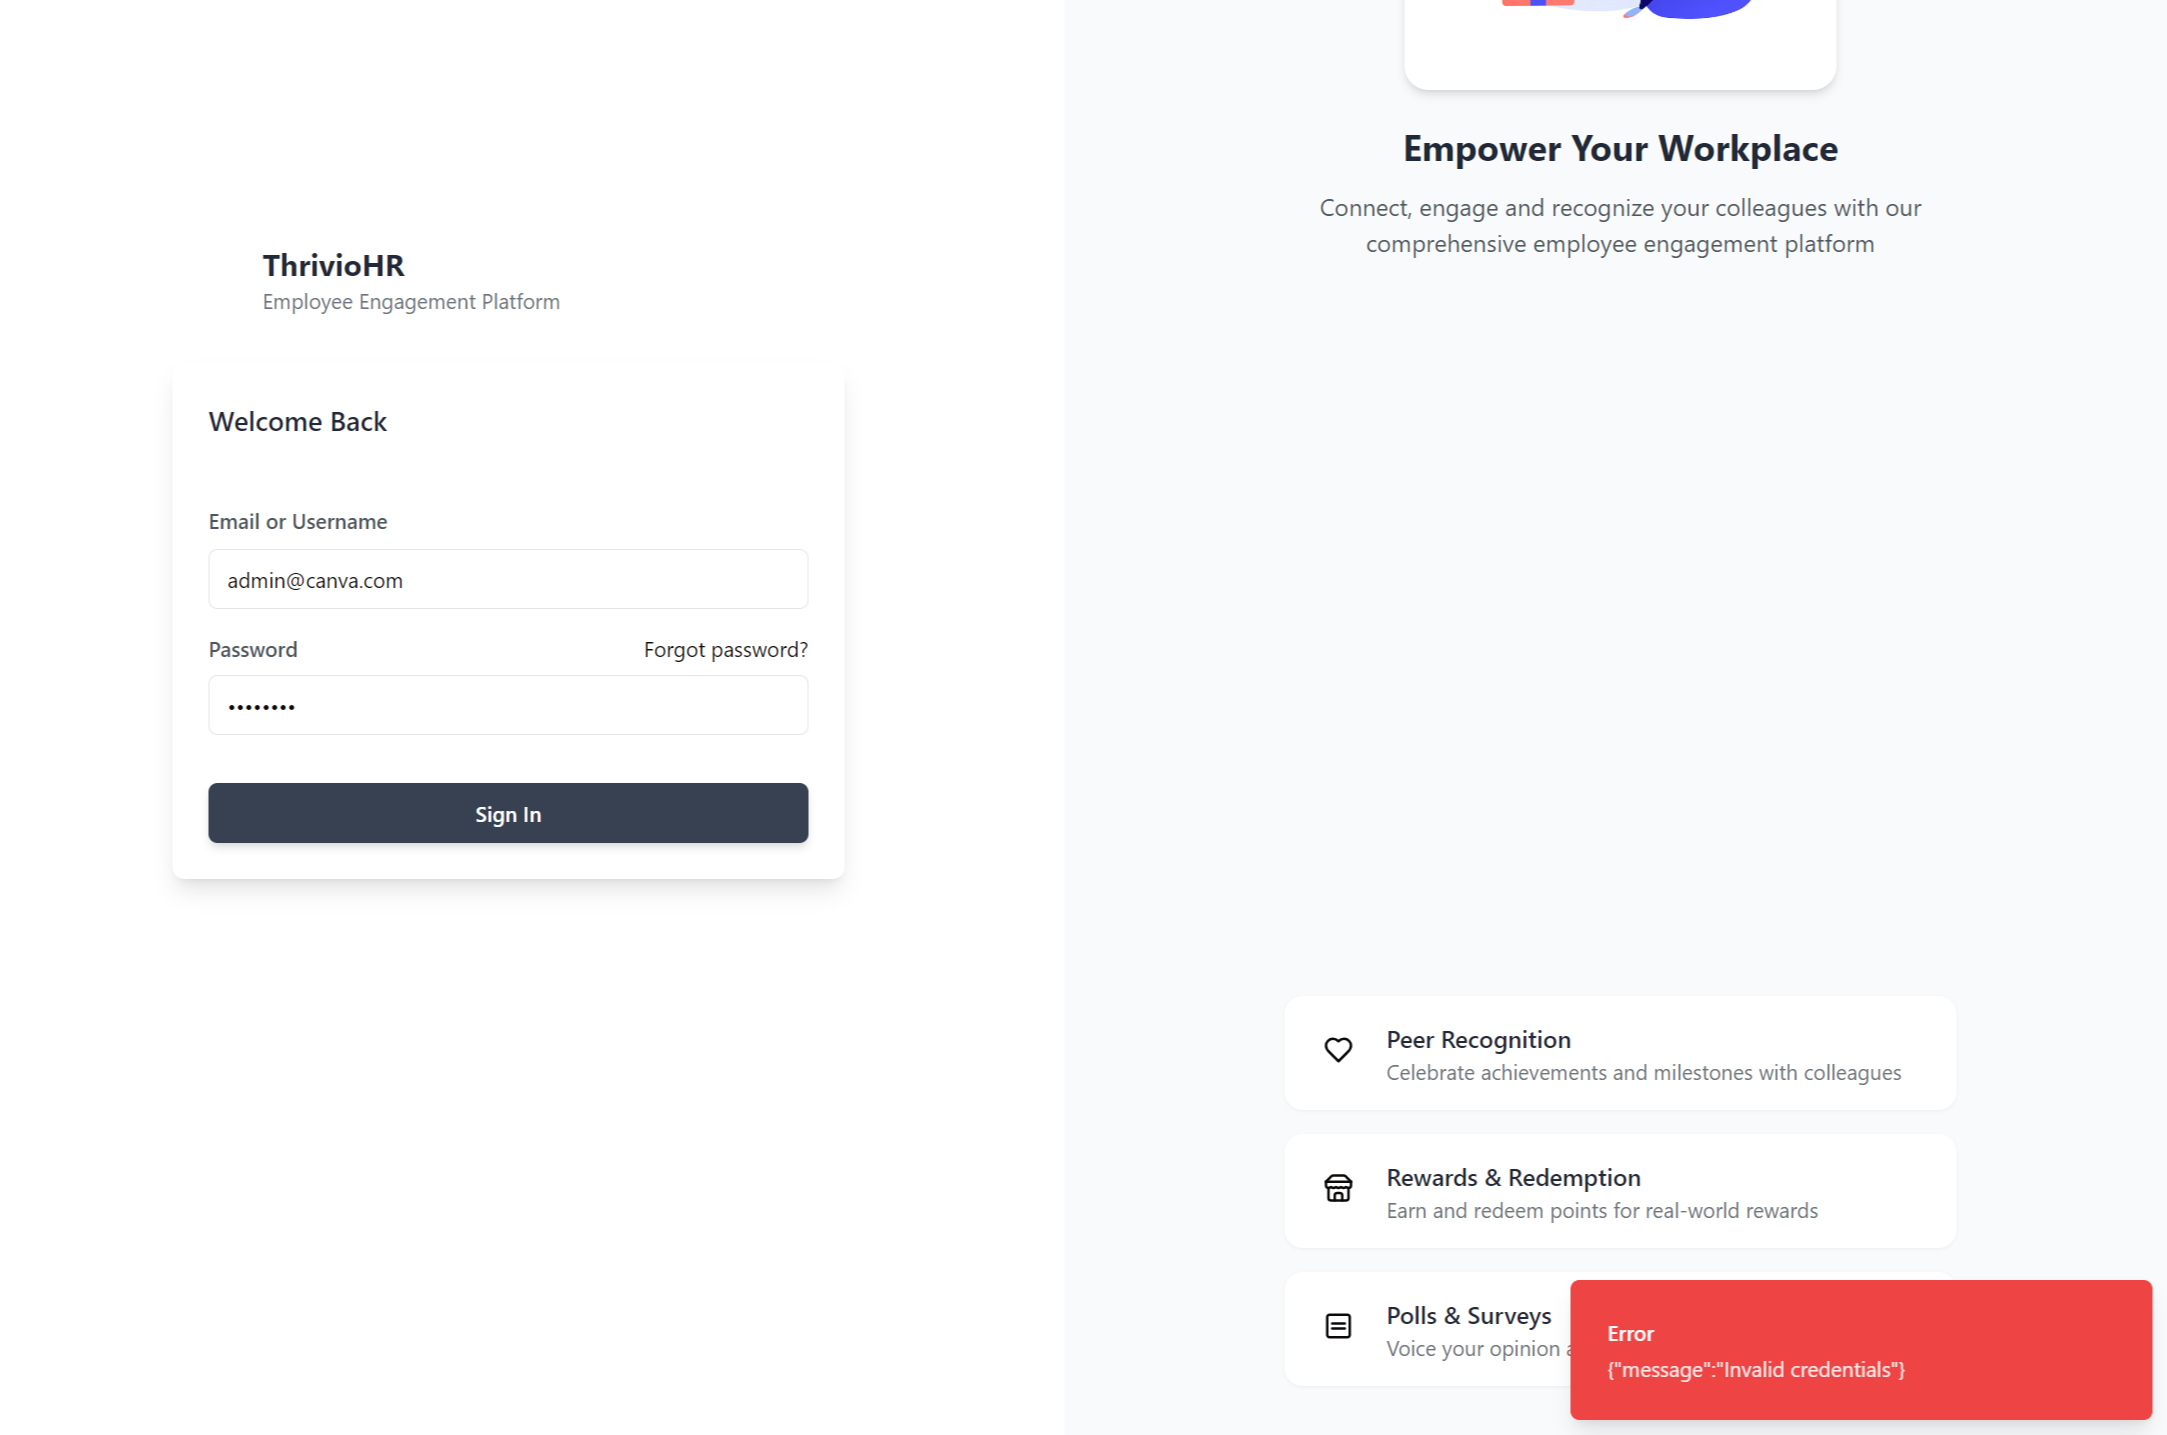 ThrivioHR
Employee Engagement Platform
Welcome Back
Email or Username
admin@canva.com
Password
Forgot password?
••••••••
Sign In
Empower Your Workplace
Connect, engage and recognize your colleagues with our
comprehensive employee engagement platform
Peer Recognition
Celebrate achievements and milestones with colleagues
Rewards & Redemption
Earn and redeem points for real-world rewards
Polls & Surveys
Voice your opinion
Error
{"message":"Invalid credentials"}